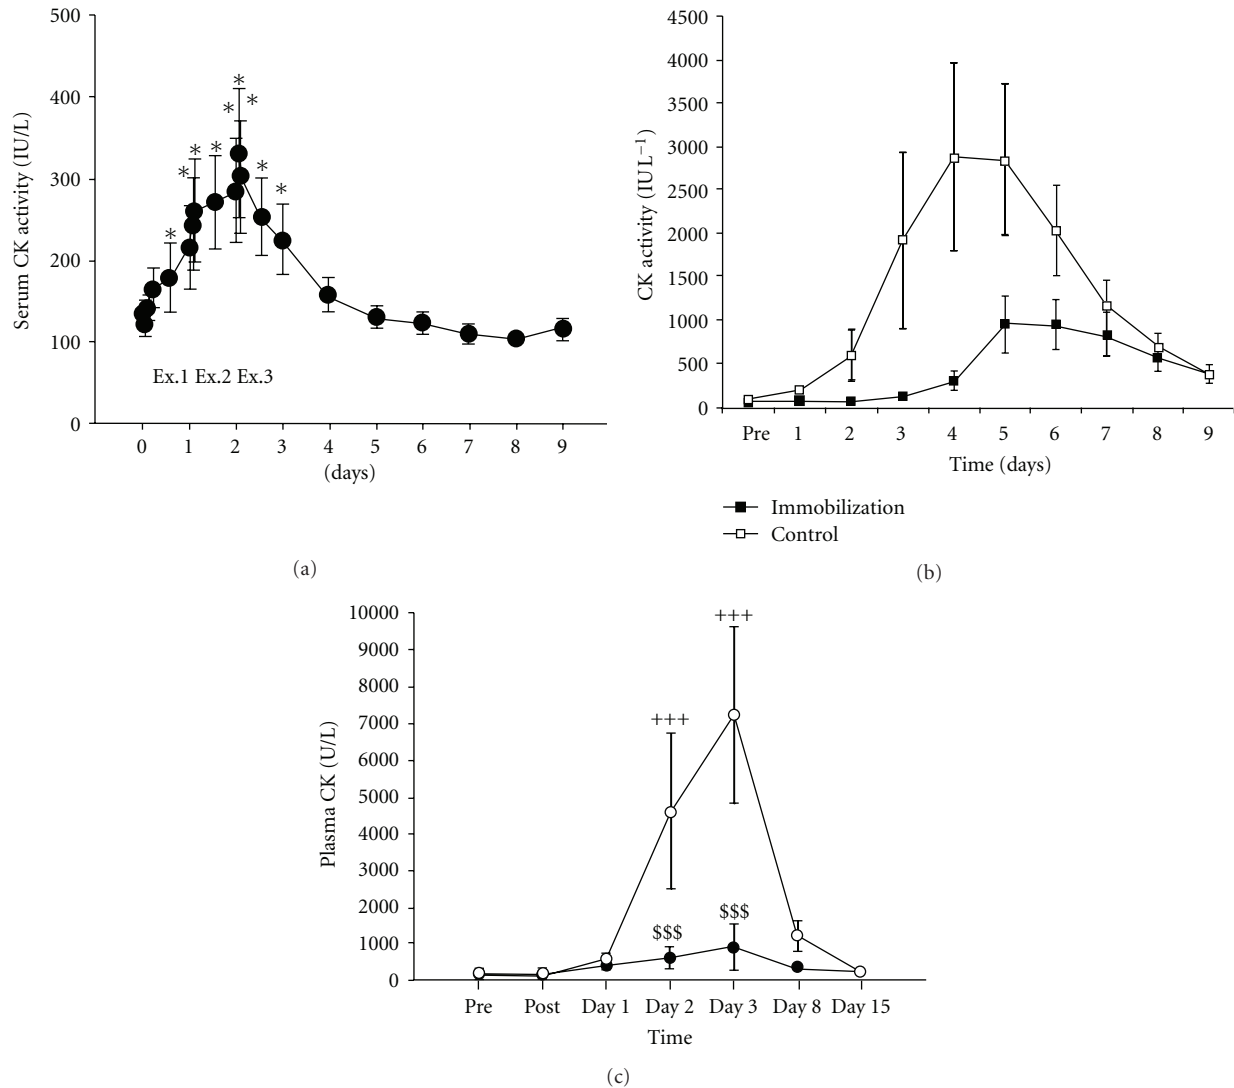 500
400
300
200
100
0
Serum CK activity (IU/L)
*
*
*
*
*
*
*
*
*
Ex.1 Ex.2 Ex.3
0 1 2 3 4 5 6 7 8 9
(days)
(a)
4500
4000
3500
3000
2500
2000
1500
1000
500
0
CK activity (IU L−1)
Pre 1 2 3 4 5 6 7 8 9
Time (days)
Immobilization
Control
(b)
10000
9000
8000
7000
6000
5000
4000
3000
2000
1000
0
Plasma CK (U/L)
+++
+++
$$$
$$$
Pre Post Day 1 Day 2 Day 3 Day 8 Day 15
Time
(c)